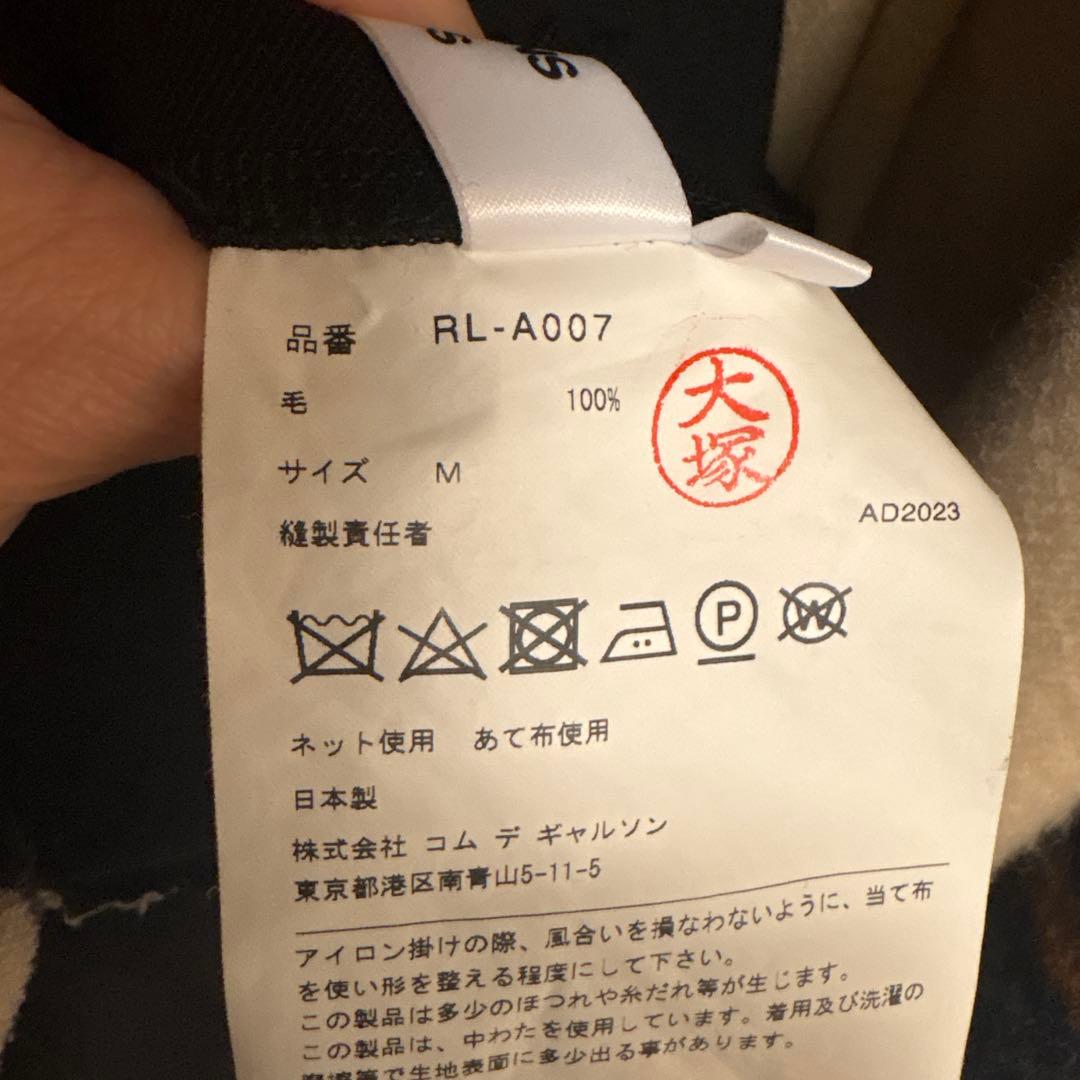 NS
S
品番 RL-A007
毛 100%
大塚
サイズ M
AD2023
縫製責任者
P W
ネット使用 あて布使用
日本製
株式会社 コム デ ギャルソン
東京都港区南青山5-11-5
アイロン掛けの際、風合いを損なわないように、当て布
を使い形を整える程度にして下さい。
この製品は多少のほつれや糸だれ等が生じます。
この製品は、中わたを使用しています。着用及び洗濯の
摩擦等で生地表面に多少出る事があります。